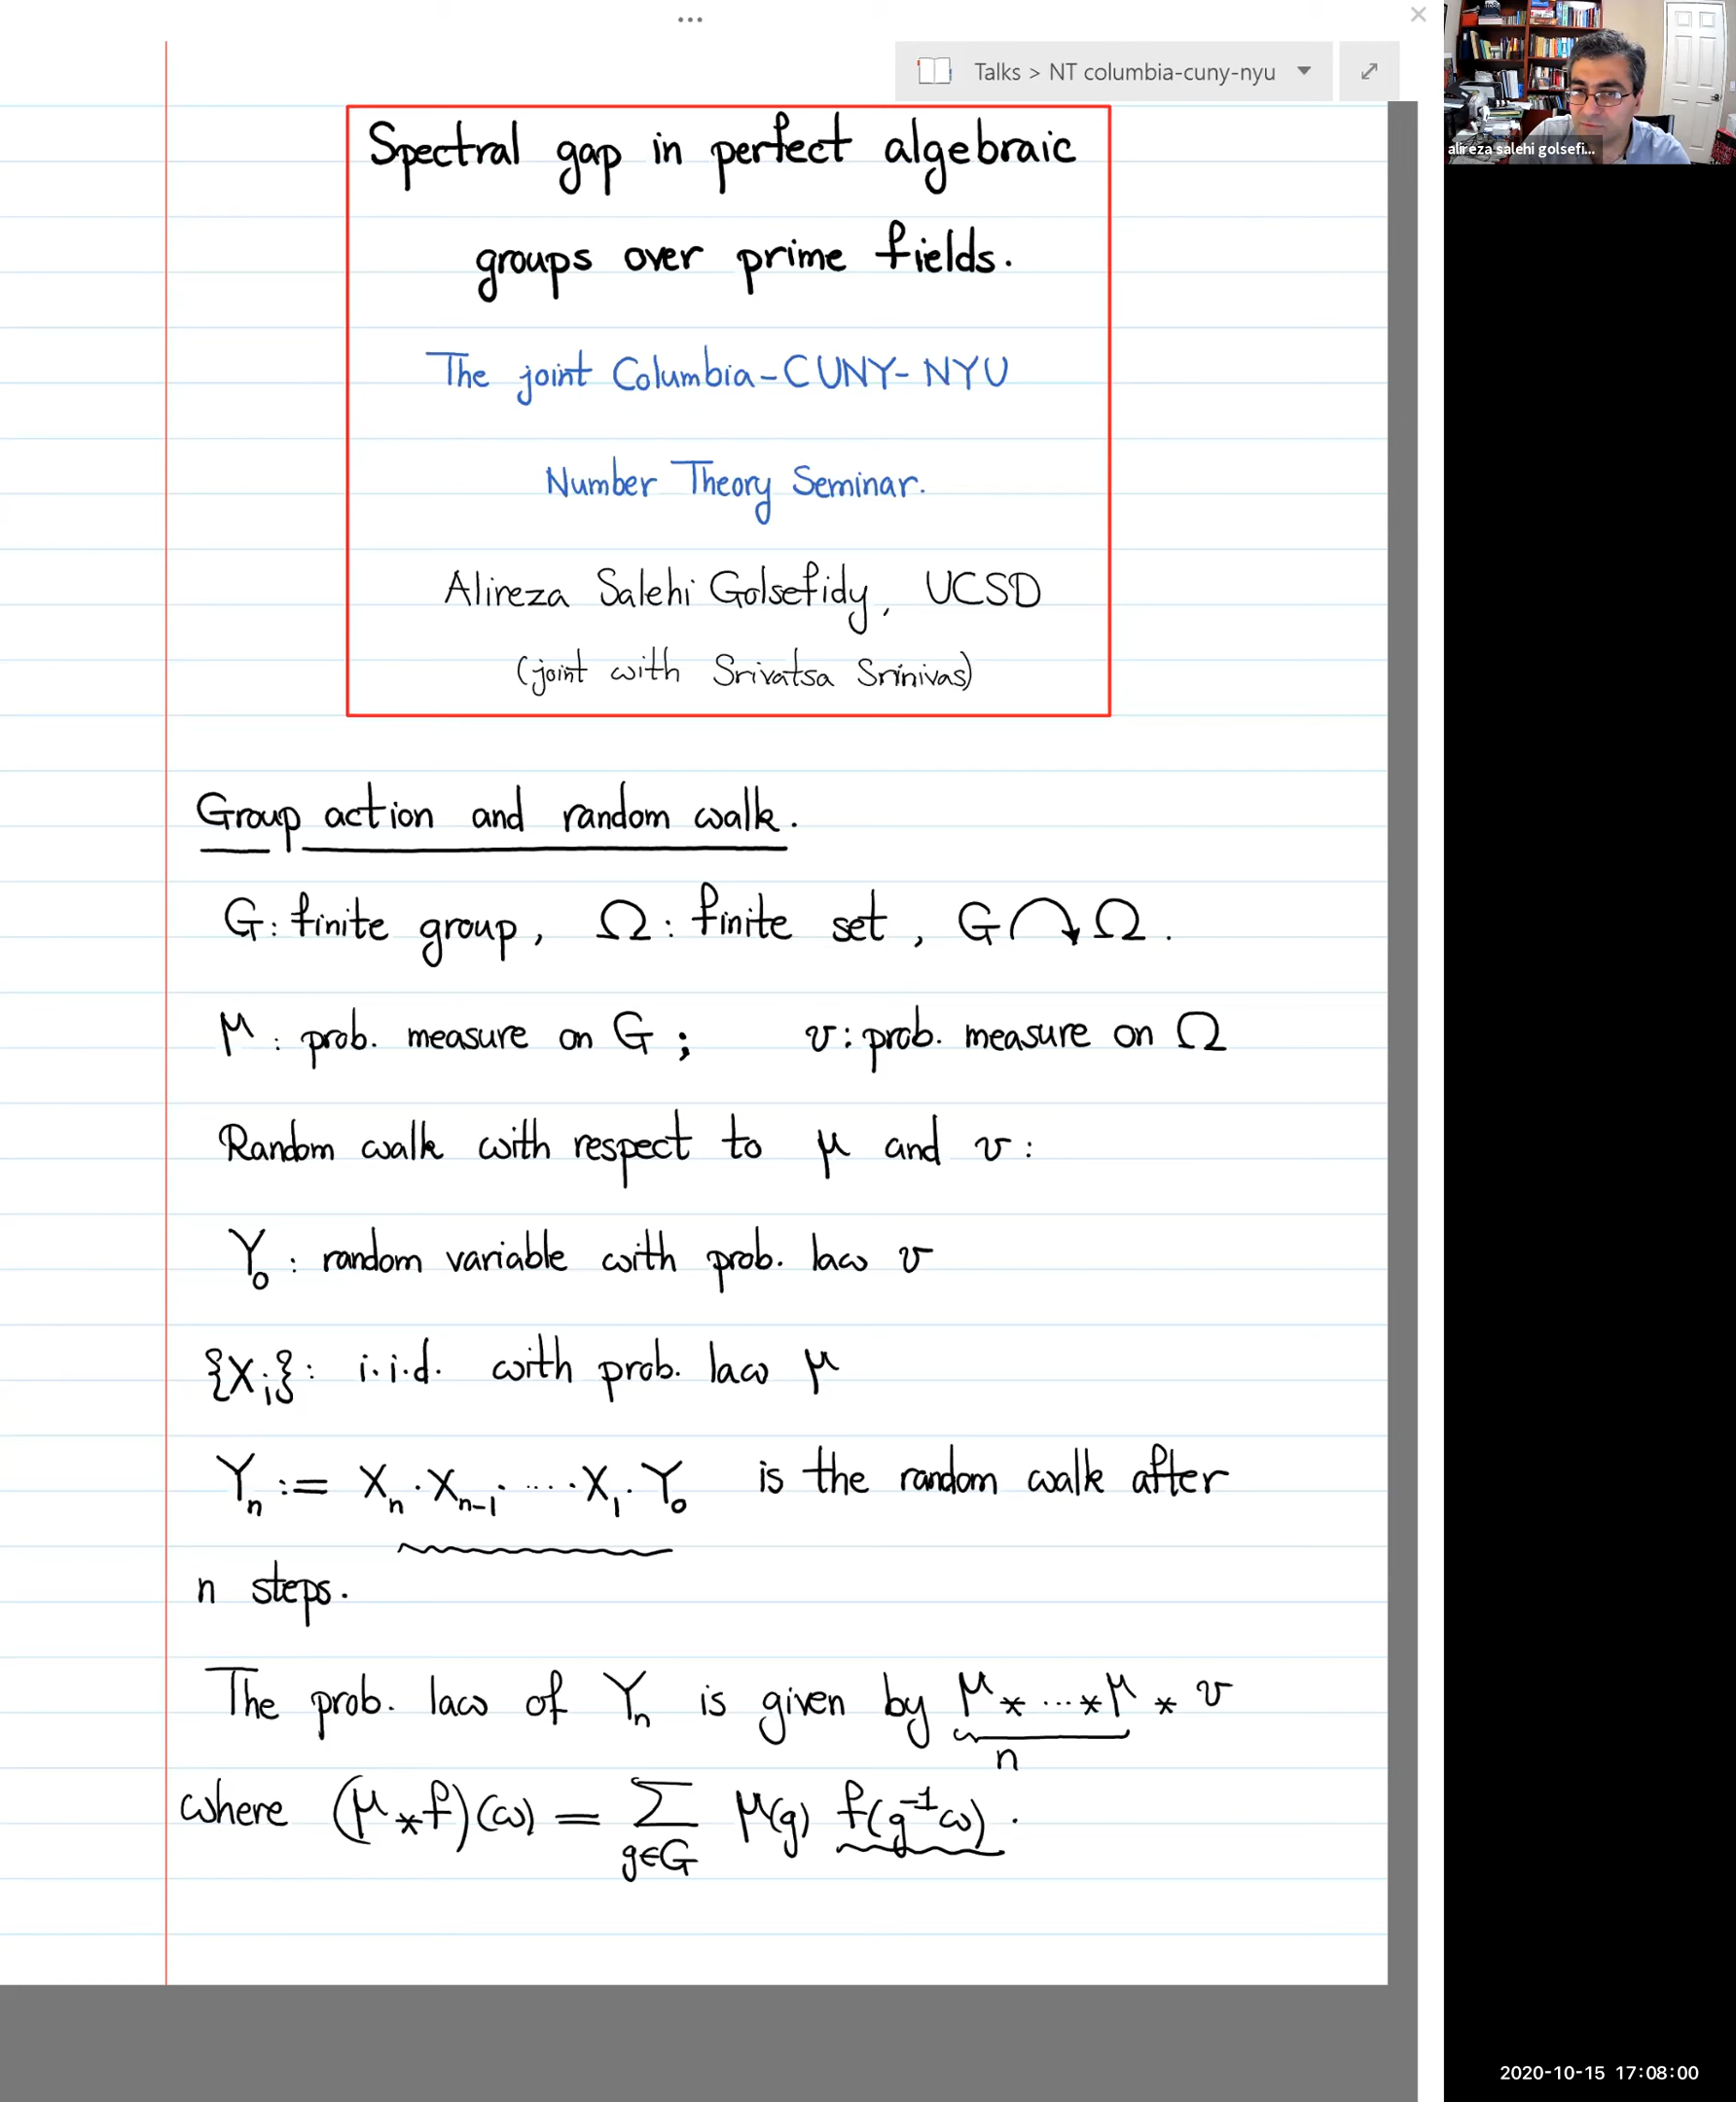 Talks > NT columbia-cuny-nyu
alireza salehi golsefi...
Spectral gap in perfect algebraic
groups over prime fields.
The joint Columbia-CUNY-NYU
Number Theory Seminar.
Alireza Salehi Golsefidy, UCSD
(joint with Srivatsa Srinivas)
Group action and random walk.
G: finite group, Ω: finite set, G↷Ω.
μ: prob. measure on G; ν: prob. measure on Ω
Random walk with respect to μ and ν:
Y₀: random variable with prob. law ν
{Xᵢ}: i.i.d. with prob. law μ
Yₙ := Xₙ·Xₙ₋₁·····X₁·Y₀ is the random walk after
n steps.
The prob. law of Yₙ is given by μ*···*μ * ν
n
where (μ*f)(ω) = Σ μ(g) f(g⁻¹ω).
g∈G
2020-10-15 17:08:00